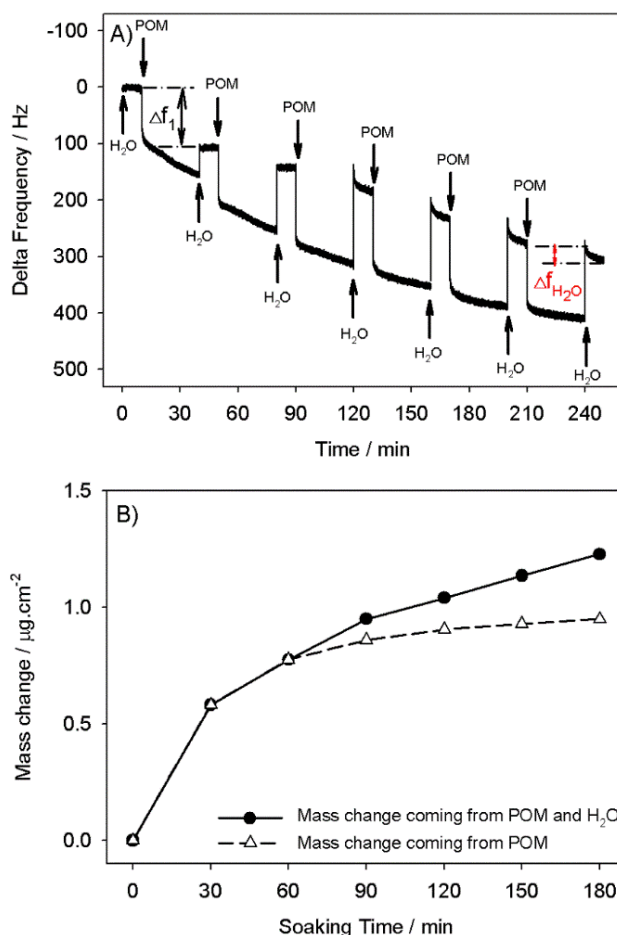 A)
POM
POM
POM
POM
POM
POM
Δf₁
H₂O
H₂O
H₂O
H₂O
H₂O
H₂O
H₂O
Δf H₂O
-100
0
100
200
300
400
500
Delta Frequency / Hz
0 30 60 90 120 150 180 210 240
Time / min
B)
1.5
1.0
0.5
0.0
Mass change / µg.cm⁻²
Mass change coming from POM and H₂O
Mass change coming from POM
0 30 60 90 120 150 180
Soaking Time / min